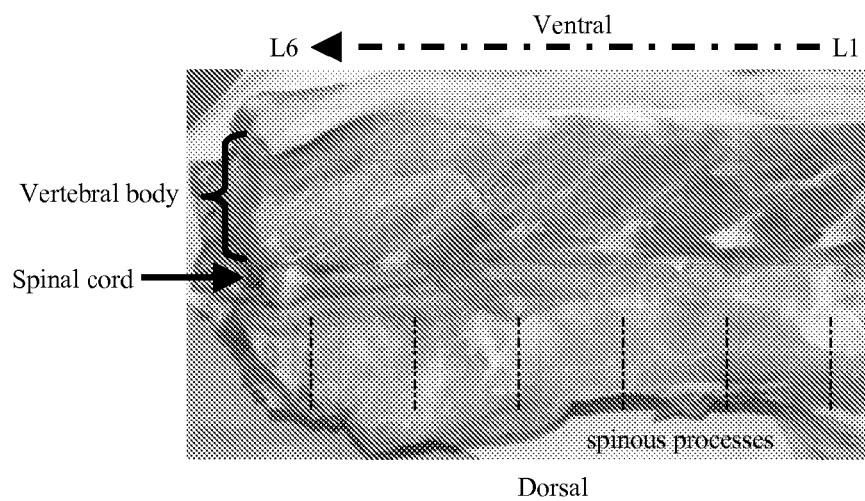 Ventral
L6
L1
Vertebral body
Spinal cord
spinous processes
Dorsal